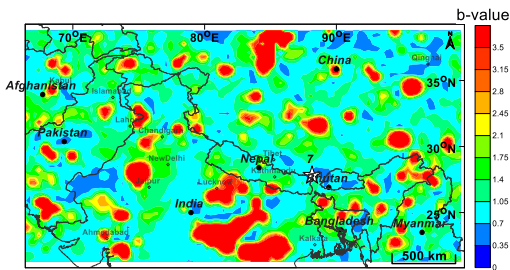 b-value
70°E
80°E
90°E
N
China
Qinghai
Kabul
Afghanistan
Islamabad
35°N
Lahore
Chandigarh
Pakistan
30°N
NewDelhi
Nepal
Tibet
7
Kathmandu
Bhutan
Jaipur
Lucknow
India
25°N
Bangladesh
Myanmar
Ahmedabad
Kalkata
500 km
3.5
3.15
2.8
2.45
2.1
1.75
1.4
1.05
0.7
0.35
0